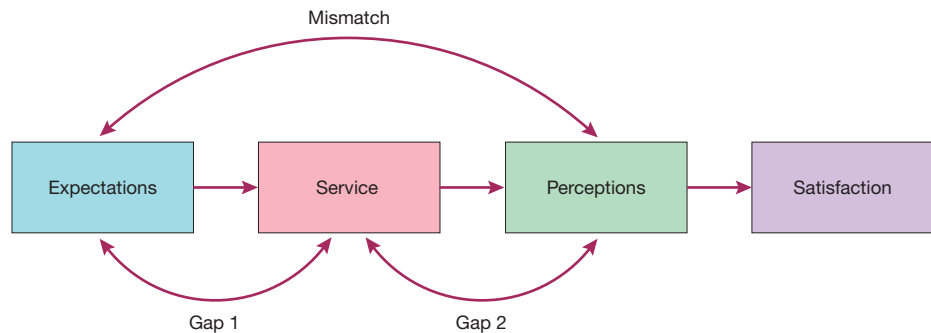 Mismatch
Expectations
Service
Perceptions
Satisfaction
Gap 1
Gap 2